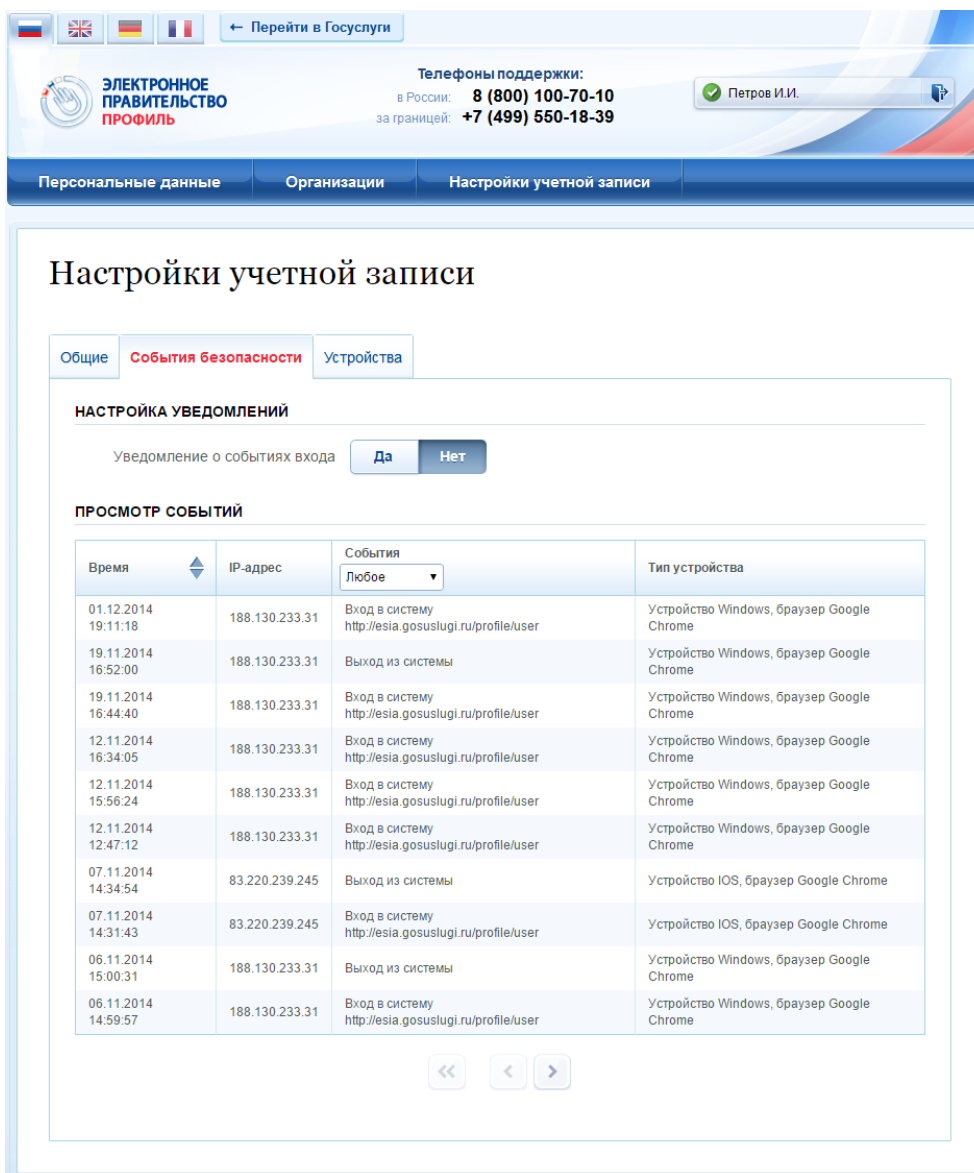 ← Перейти в Госуслуги
ЭЛЕКТРОННОЕ
ПРАВИТЕЛЬСТВО
ПРОФИЛЬ
Телефоны поддержки:
в России: 8 (800) 100-70-10
за границей: +7 (499) 550-18-39
Петров И.И.
Персональные данные Организации Настройки учетной записи
Настройки учетной записи
Общие События безопасности Устройства
НАСТРОЙКА УВЕДОМЛЕНИЙ
Уведомление о событиях входа Да Нет
ПРОСМОТР СОБЫТИЙ
Время IP-адрес События Тип устройства
Любое
01.12.2014 19:11:18 188.130.233.31 Вход в систему http://esia.gosuslugi.ru/profile/user Устройство Windows, браузер Google Chrome
19.11.2014 16:52:00 188.130.233.31 Выход из системы Устройство Windows, браузер Google Chrome
19.11.2014 16:44:40 188.130.233.31 Вход в систему http://esia.gosuslugi.ru/profile/user Устройство Windows, браузер Google Chrome
12.11.2014 16:34:05 188.130.233.31 Вход в систему http://esia.gosuslugi.ru/profile/user Устройство Windows, браузер Google Chrome
12.11.2014 15:56:24 188.130.233.31 Вход в систему http://esia.gosuslugi.ru/profile/user Устройство Windows, браузер Google Chrome
12.11.2014 12:47:12 188.130.233.31 Вход в систему http://esia.gosuslugi.ru/profile/user Устройство Windows, браузер Google Chrome
07.11.2014 14:34:54 83.220.239.245 Выход из системы Устройство IOS, браузер Google Chrome
07.11.2014 14:31:43 83.220.239.245 Вход в систему http://esia.gosuslugi.ru/profile/user Устройство IOS, браузер Google Chrome
06.11.2014 15:00:31 188.130.233.31 Выход из системы Устройство Windows, браузер Google Chrome
06.11.2014 14:59:57 188.130.233.31 Вход в систему http://esia.gosuslugi.ru/profile/user Устройство Windows, браузер Google Chrome